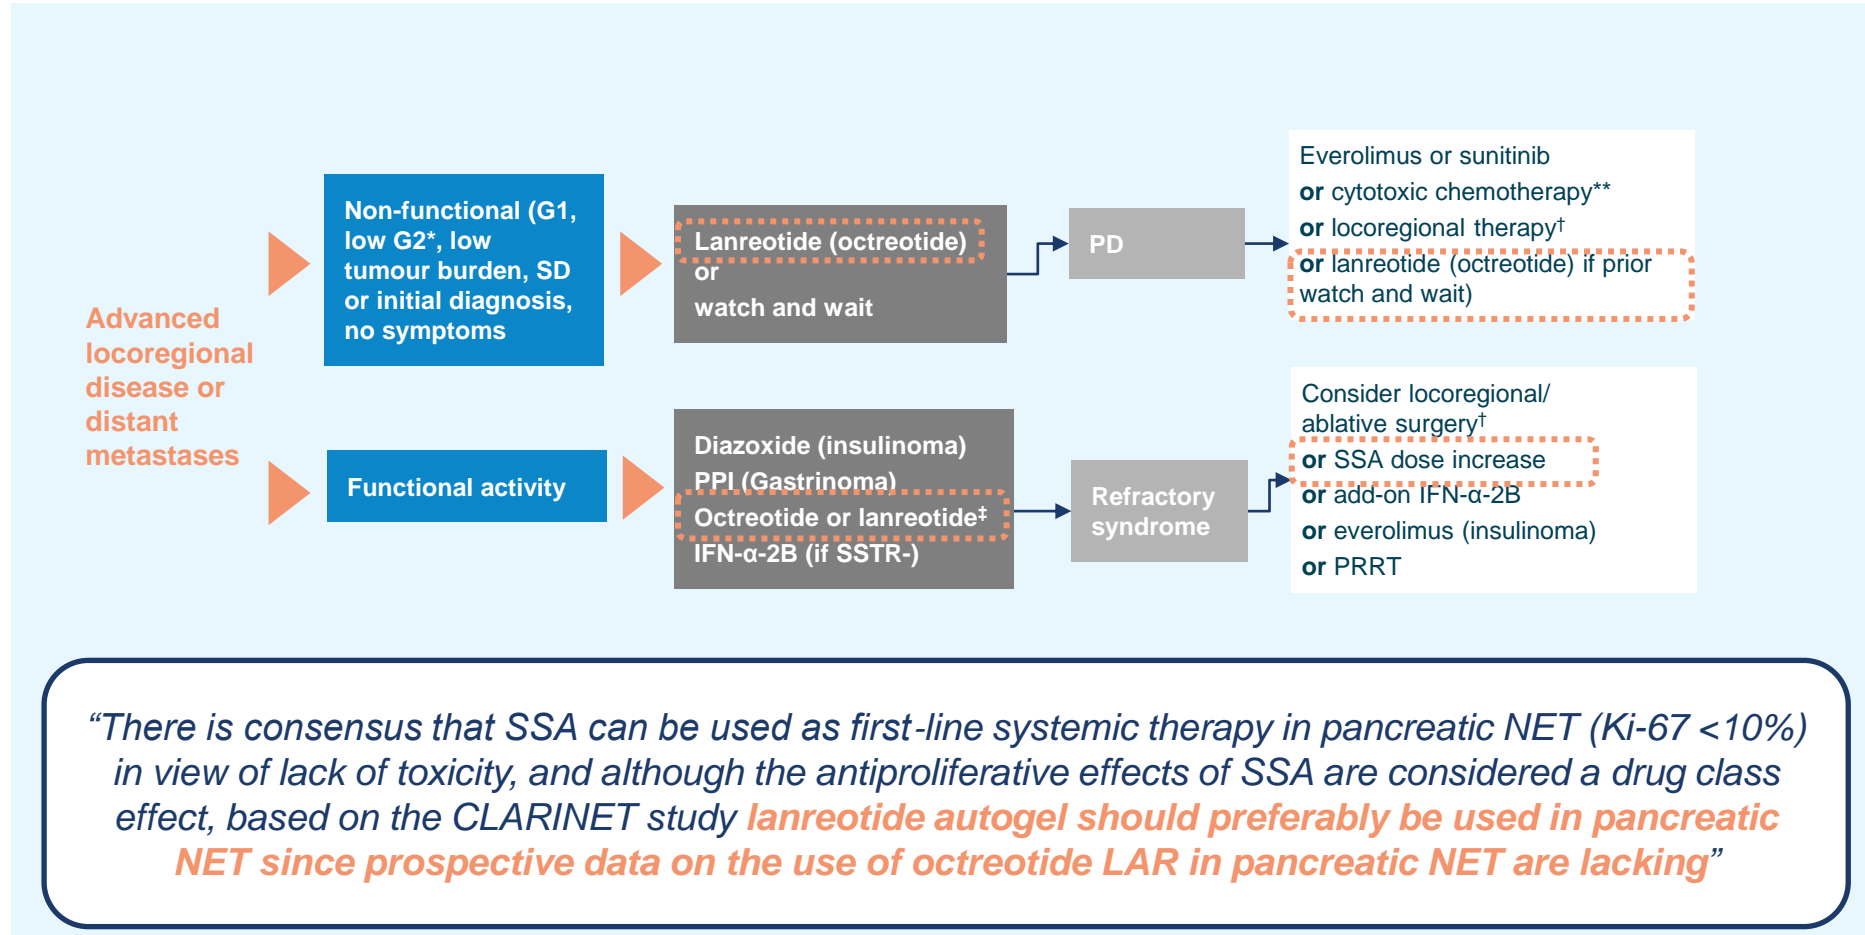 Advanced
locoregional
disease or
distant
metastases
Non-functional (G1,
low G2*, low
tumour burden, SD
or initial diagnosis,
no symptoms
Lanreotide (octreotide)
or
watch and wait
PD
Everolimus or sunitinib
or cytotoxic chemotherapy**
or locoregional therapy†
or lanreotide (octreotide) if prior
watch and wait)
Functional activity
Diazoxide (insulinoma)
PPI (Gastrinoma)
Octreotide or lanreotide‡
IFN-α-2B (if SSTR-)
Refractory
syndrome
Consider locoregional/
ablative surgery†
or SSA dose increase
or add-on IFN-α-2B
or everolimus (insulinoma)
or PRRT
“There is consensus that SSA can be used as first-line systemic therapy in pancreatic NET (Ki-67 <10%)
in view of lack of toxicity, and although the antiproliferative effects of SSA are considered a drug class
effect, based on the CLARINET study lanreotide autogel should preferably be used in pancreatic
NET since prospective data on the use of octreotide LAR in pancreatic NET are lacking”